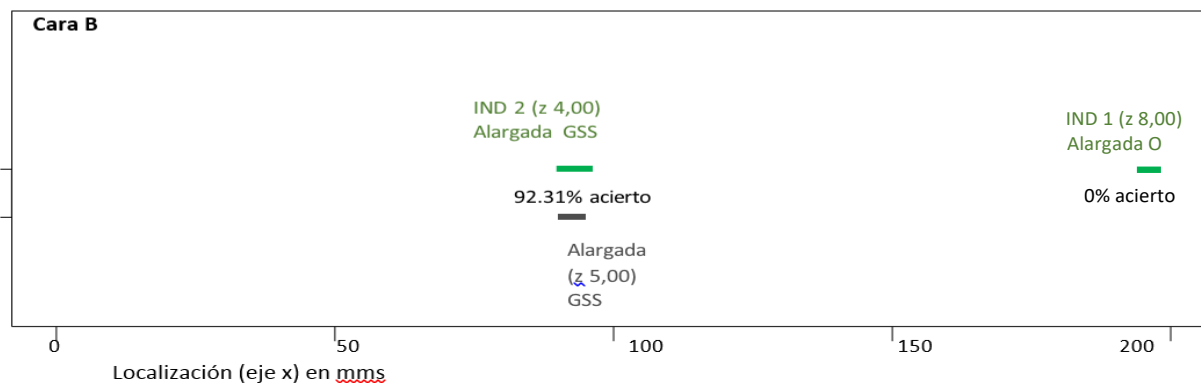 Cara B
IND 2 (z 4,00)
Alargada GSS
IND 1 (z 8,00)
Alargada O
92.31% acierto
0% acierto
Alargada
(z 5,00)
GSS
0
50
100
150
200
Localización (eje x) en mms